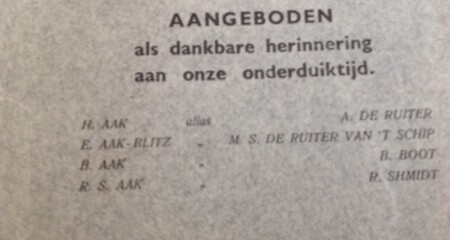 AANGEBODEN
als dankbare herinnering
aan onze onderduiktijd.
H. AAK alias A. DE RUITER
E. AAK-BLITZ „ M. S. DE RUITER VAN 'T SCHIP
B. AAK „ B. BOOT
R. S. AAK „ R. SHMIDT